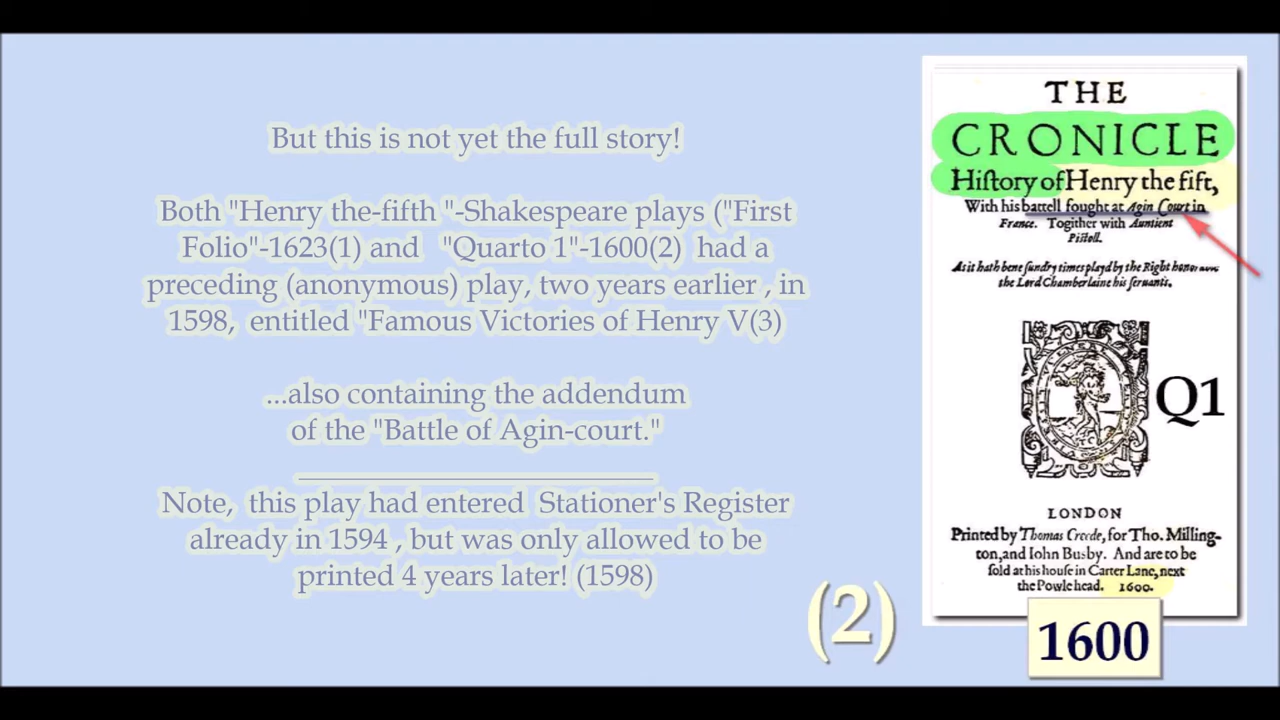 But this is not yet the full story!
Both "Henry the-fifth "-Shakespeare plays ("First
Folio"-1623(1) and "Quarto 1"-1600(2) had a
preceding (anonymous) play, two years earlier , in
1598, entitled "Famous Victories of Henry V(3)
...also containing the addendum
of the "Battle of Agin-court."
Note, this play had entered Stationer's Register
already in 1594 , but was only allowed to be
printed 4 years later! (1598)
(2)
THE
CRONICLE
Hiſtory of Henry the fift,
With his battell fought at Agin Court in
France. Togither with Auntient
Piſtoll.
As it hath bene ſundry times playd by the Right honorable
the Lord Chamberlaine his ſeruants.
Q1
LONDON
Printed by Thomas Creede, for Tho. Milling-
ton, and Iohn Busby. And are to be
ſold at his houſe in Carter Lane, next
the Powle head. 1600.
1600